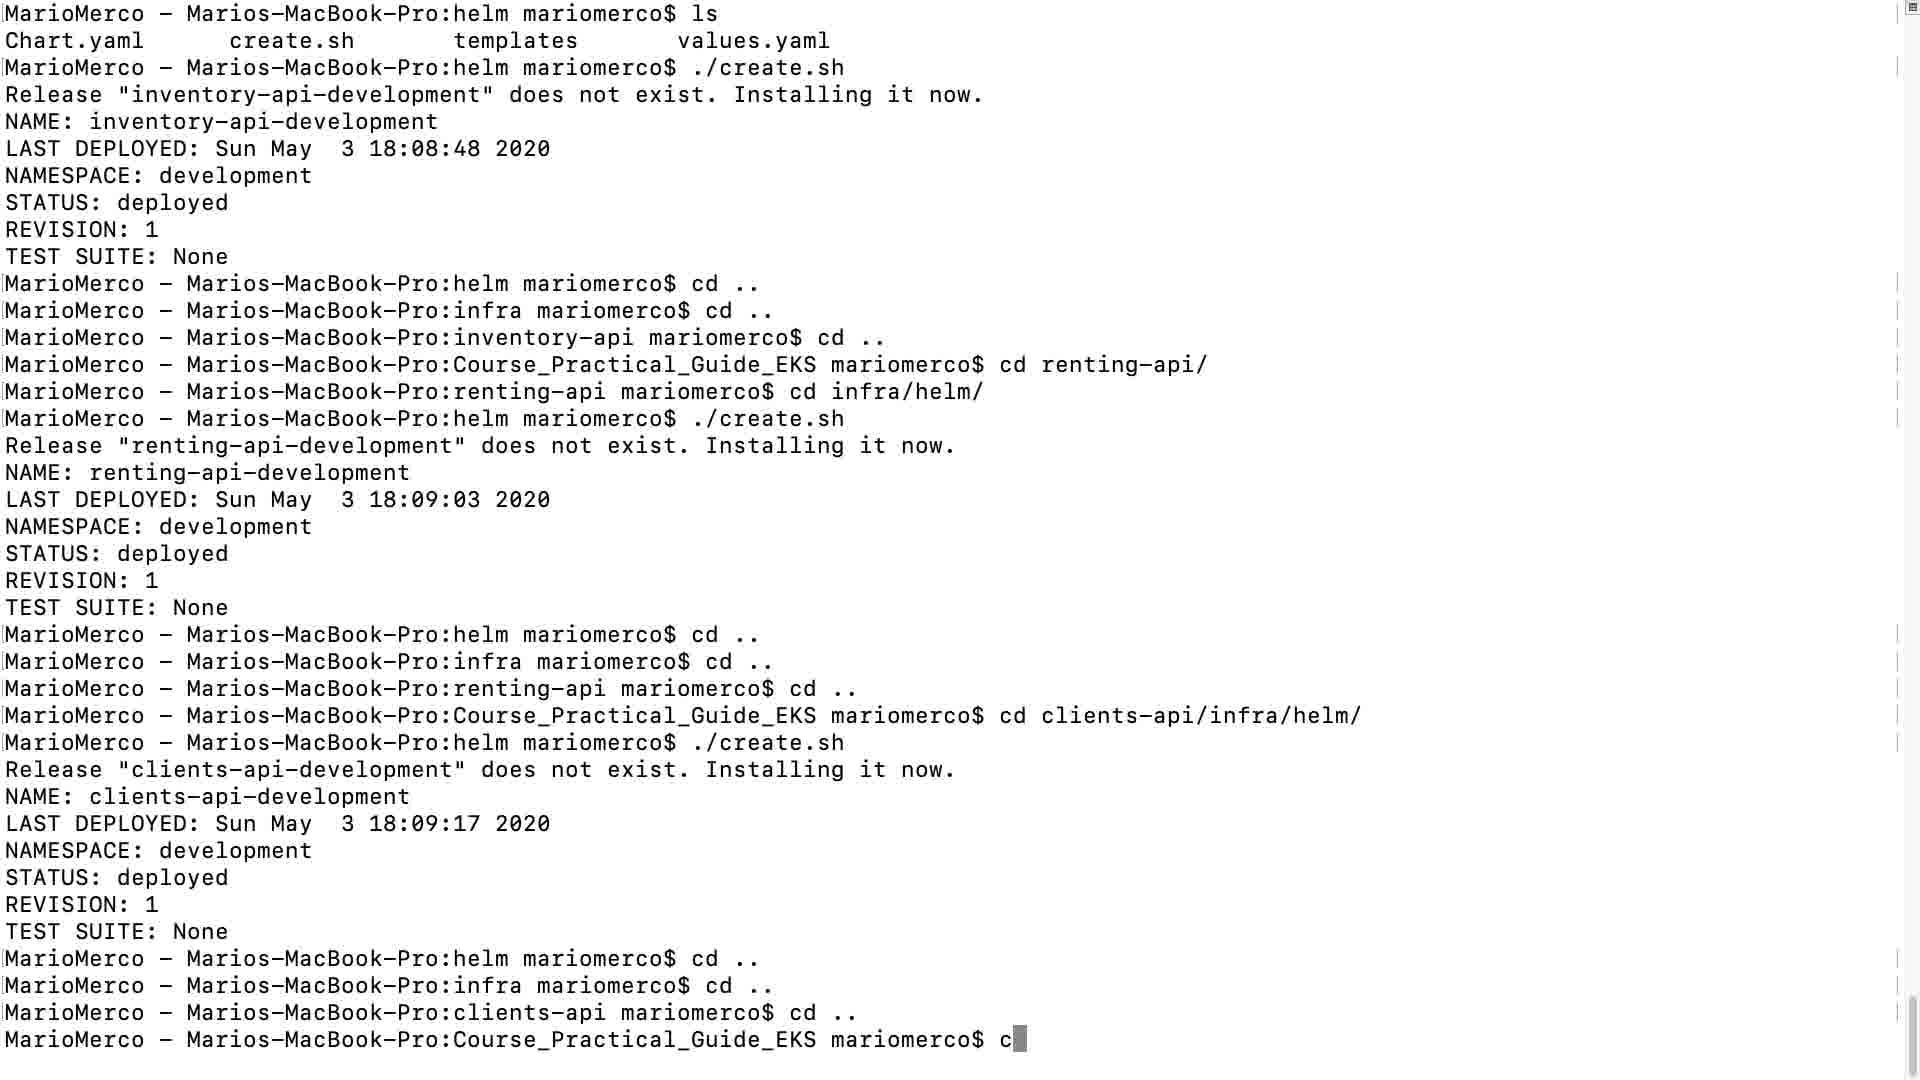 MarioMerco – Marios-MacBook-Pro:helm mariomerco$ ls
Chart.yaml      create.sh       templates       values.yaml
MarioMerco – Marios-MacBook-Pro:helm mariomerco$ ./create.sh
Release "inventory-api-development" does not exist. Installing it now.
NAME: inventory-api-development
LAST DEPLOYED: Sun May  3 18:08:48 2020
NAMESPACE: development
STATUS: deployed
REVISION: 1
TEST SUITE: None
MarioMerco – Marios-MacBook-Pro:helm mariomerco$ cd ..
MarioMerco – Marios-MacBook-Pro:infra mariomerco$ cd ..
MarioMerco – Marios-MacBook-Pro:inventory-api mariomerco$ cd ..
MarioMerco – Marios-MacBook-Pro:Course_Practical_Guide_EKS mariomerco$ cd renting-api/
MarioMerco – Marios-MacBook-Pro:renting-api mariomerco$ cd infra/helm/
MarioMerco – Marios-MacBook-Pro:helm mariomerco$ ./create.sh
Release "renting-api-development" does not exist. Installing it now.
NAME: renting-api-development
LAST DEPLOYED: Sun May  3 18:09:03 2020
NAMESPACE: development
STATUS: deployed
REVISION: 1
TEST SUITE: None
MarioMerco – Marios-MacBook-Pro:helm mariomerco$ cd ..
MarioMerco – Marios-MacBook-Pro:infra mariomerco$ cd ..
MarioMerco – Marios-MacBook-Pro:renting-api mariomerco$ cd ..
MarioMerco – Marios-MacBook-Pro:Course_Practical_Guide_EKS mariomerco$ cd clients-api/infra/helm/
MarioMerco – Marios-MacBook-Pro:helm mariomerco$ ./create.sh
Release "clients-api-development" does not exist. Installing it now.
NAME: clients-api-development
LAST DEPLOYED: Sun May  3 18:09:17 2020
NAMESPACE: development
STATUS: deployed
REVISION: 1
TEST SUITE: None
MarioMerco – Marios-MacBook-Pro:helm mariomerco$ cd ..
MarioMerco – Marios-MacBook-Pro:infra mariomerco$ cd ..
MarioMerco – Marios-MacBook-Pro:clients-api mariomerco$ cd ..
MarioMerco – Marios-MacBook-Pro:Course_Practical_Guide_EKS mariomerco$ c